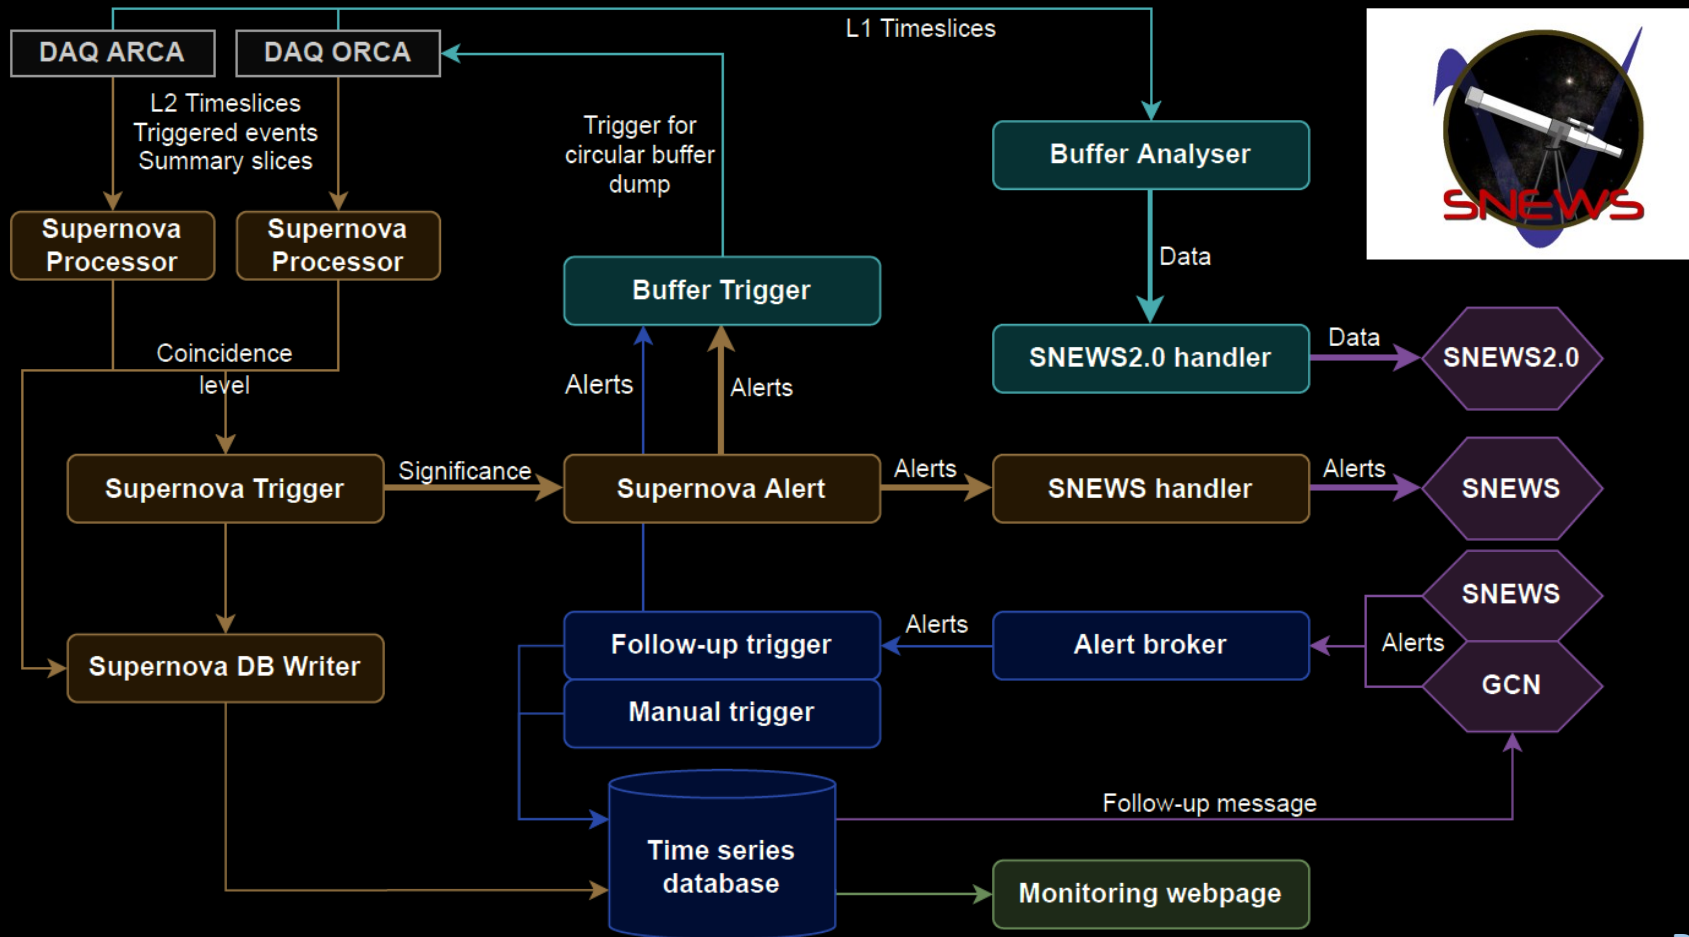 L1 Timeslices
DAQ ARCA
DAQ ORCA
L2 Timeslices
Triggered events
Summary slices
Trigger for
circular buffer
dump
Buffer Analyser
SNEWS
Supernova
Processor
Supernova
Processor
Data
Buffer Trigger
Coincidence
level
Alerts
Alerts
SNEWS2.0 handler
Data
SNEWS2.0
Supernova Trigger
Significance
Supernova Alert
Alerts
SNEWS handler
Alerts
SNEWS
Supernova DB Writer
Follow-up trigger
Alerts
Alert broker
Alerts
SNEWS
GCN
Manual trigger
Time series
database
Follow-up message
Monitoring webpage